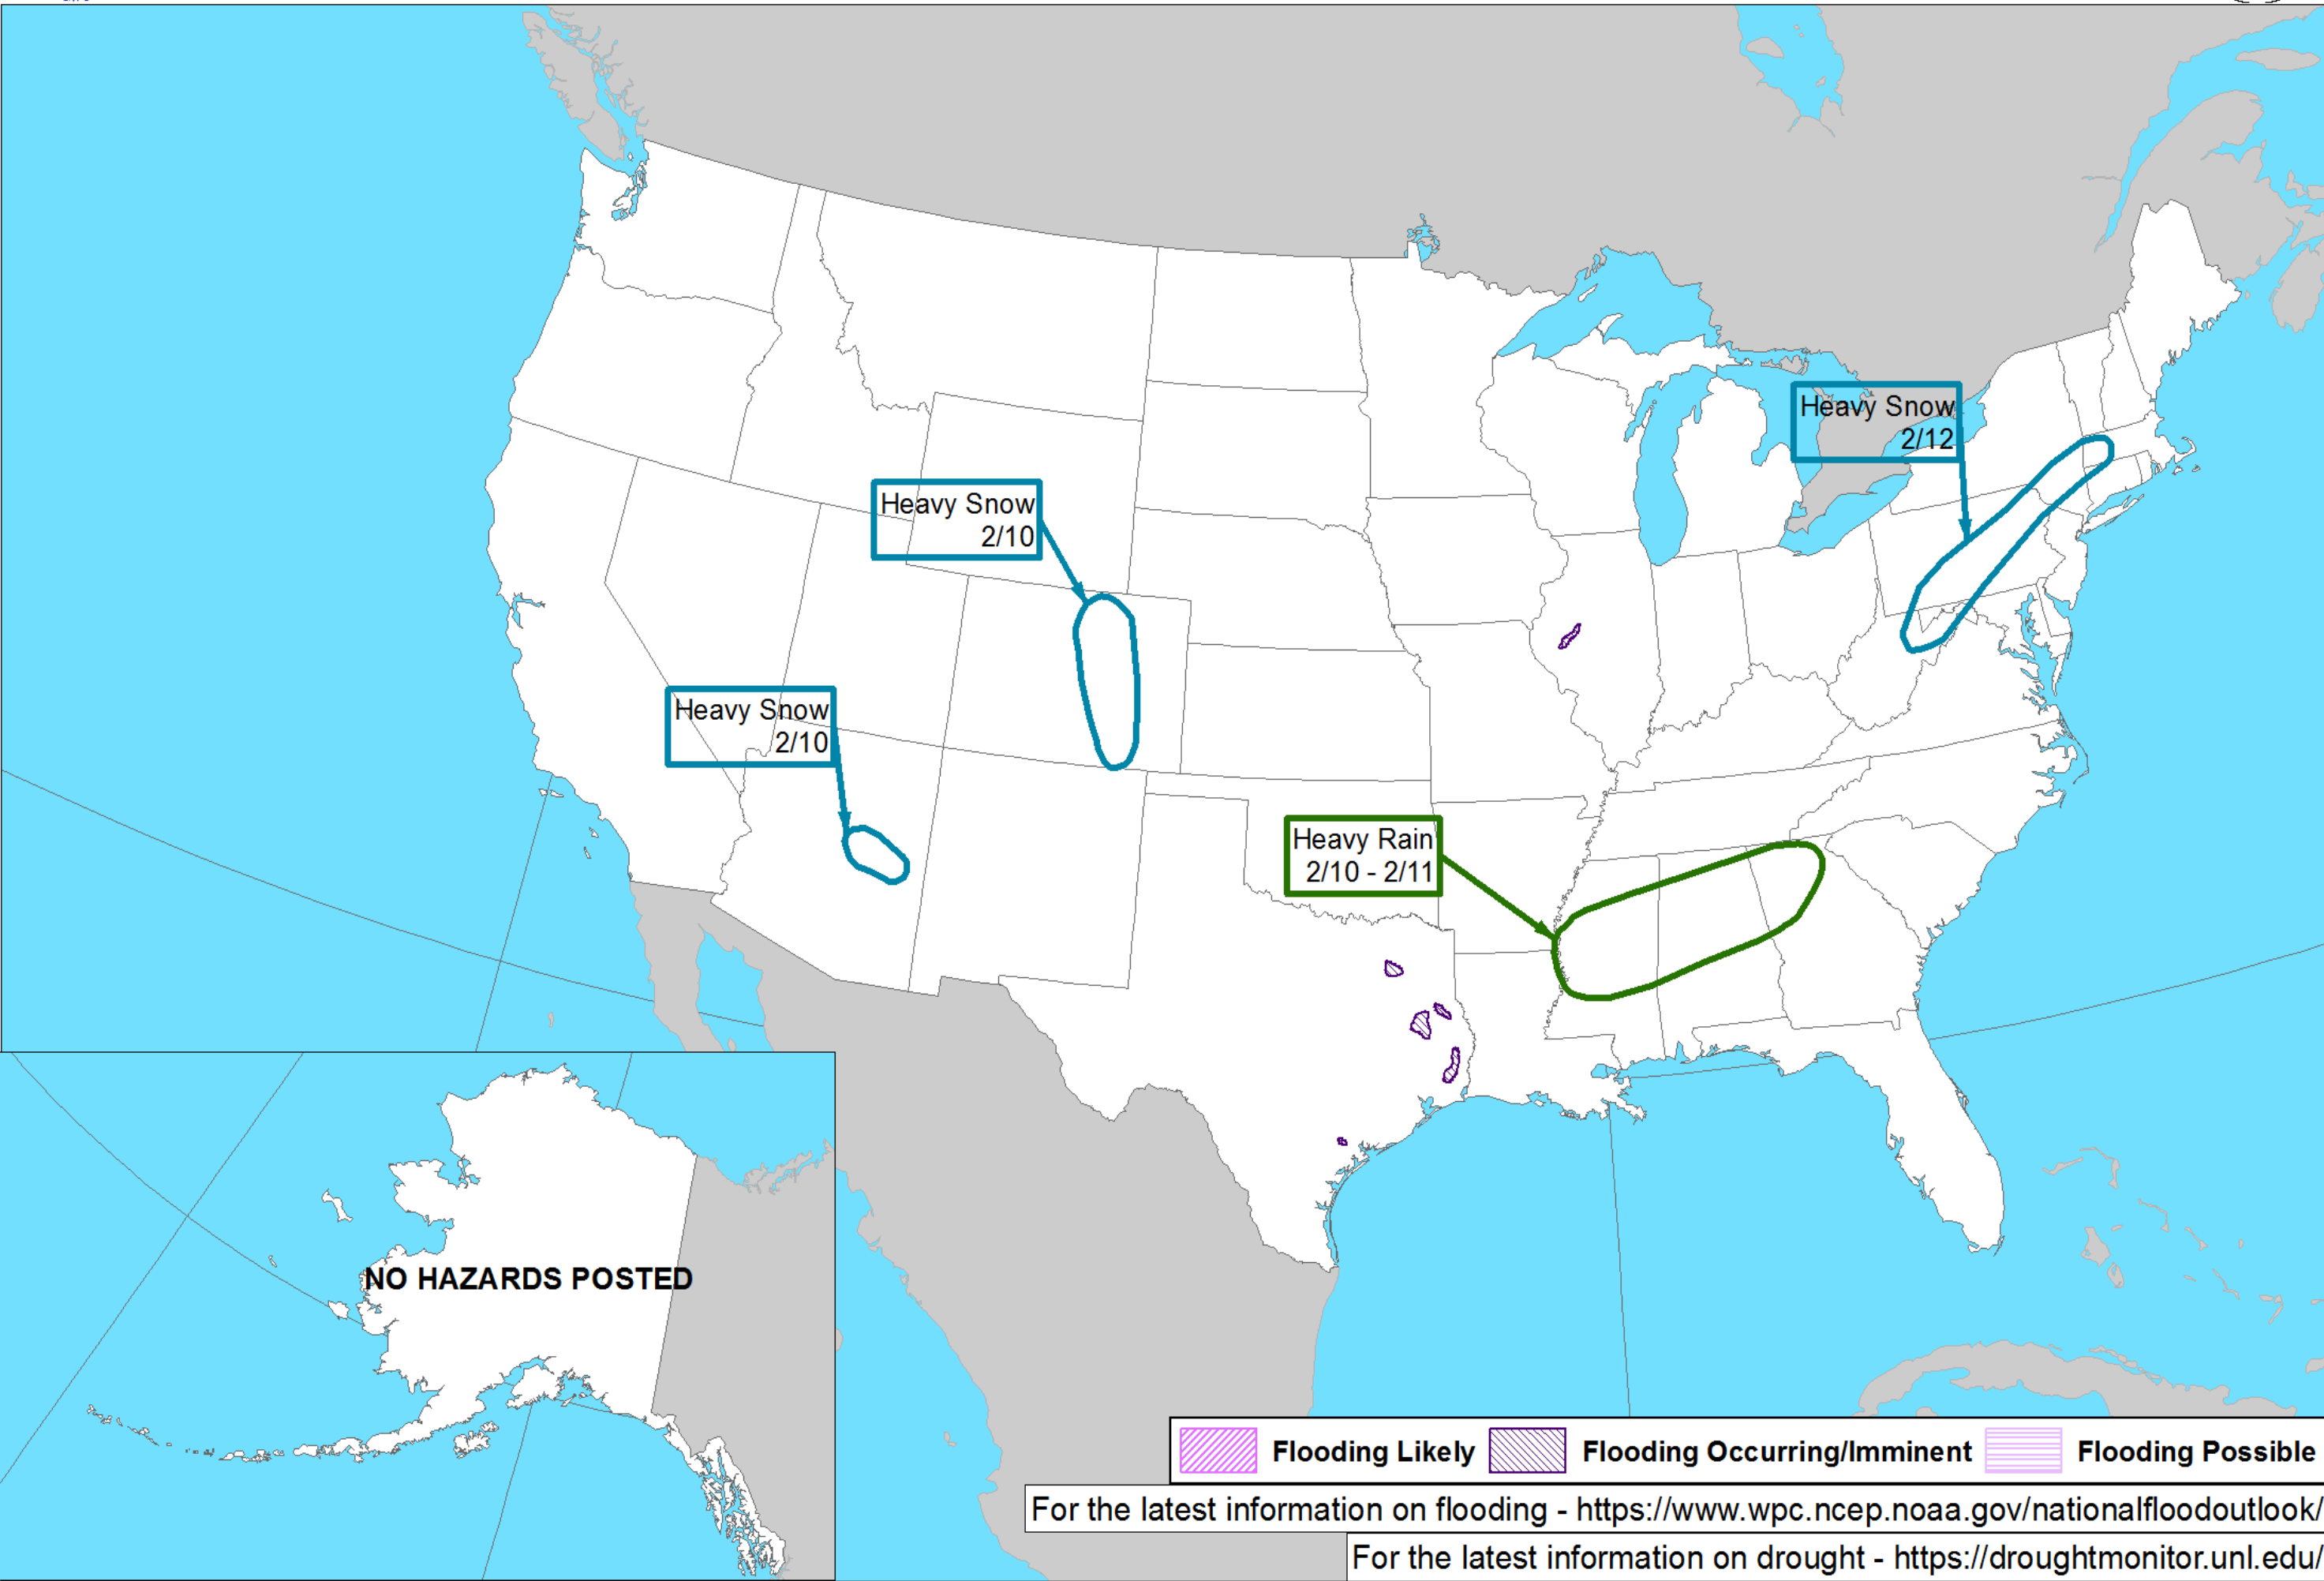 Heavy Snow
2/12
Heavy Snow
2/10
Heavy Snow
2/10
Heavy Rain
2/10 - 2/11
NO HAZARDS POSTED
Flooding Likely
Flooding Occurring/Imminent
Flooding Possible
For the latest information on flooding - https://www.wpc.ncep.noaa.gov/nationalfloodoutlook/
For the latest information on drought - https://droughtmonitor.unl.edu/